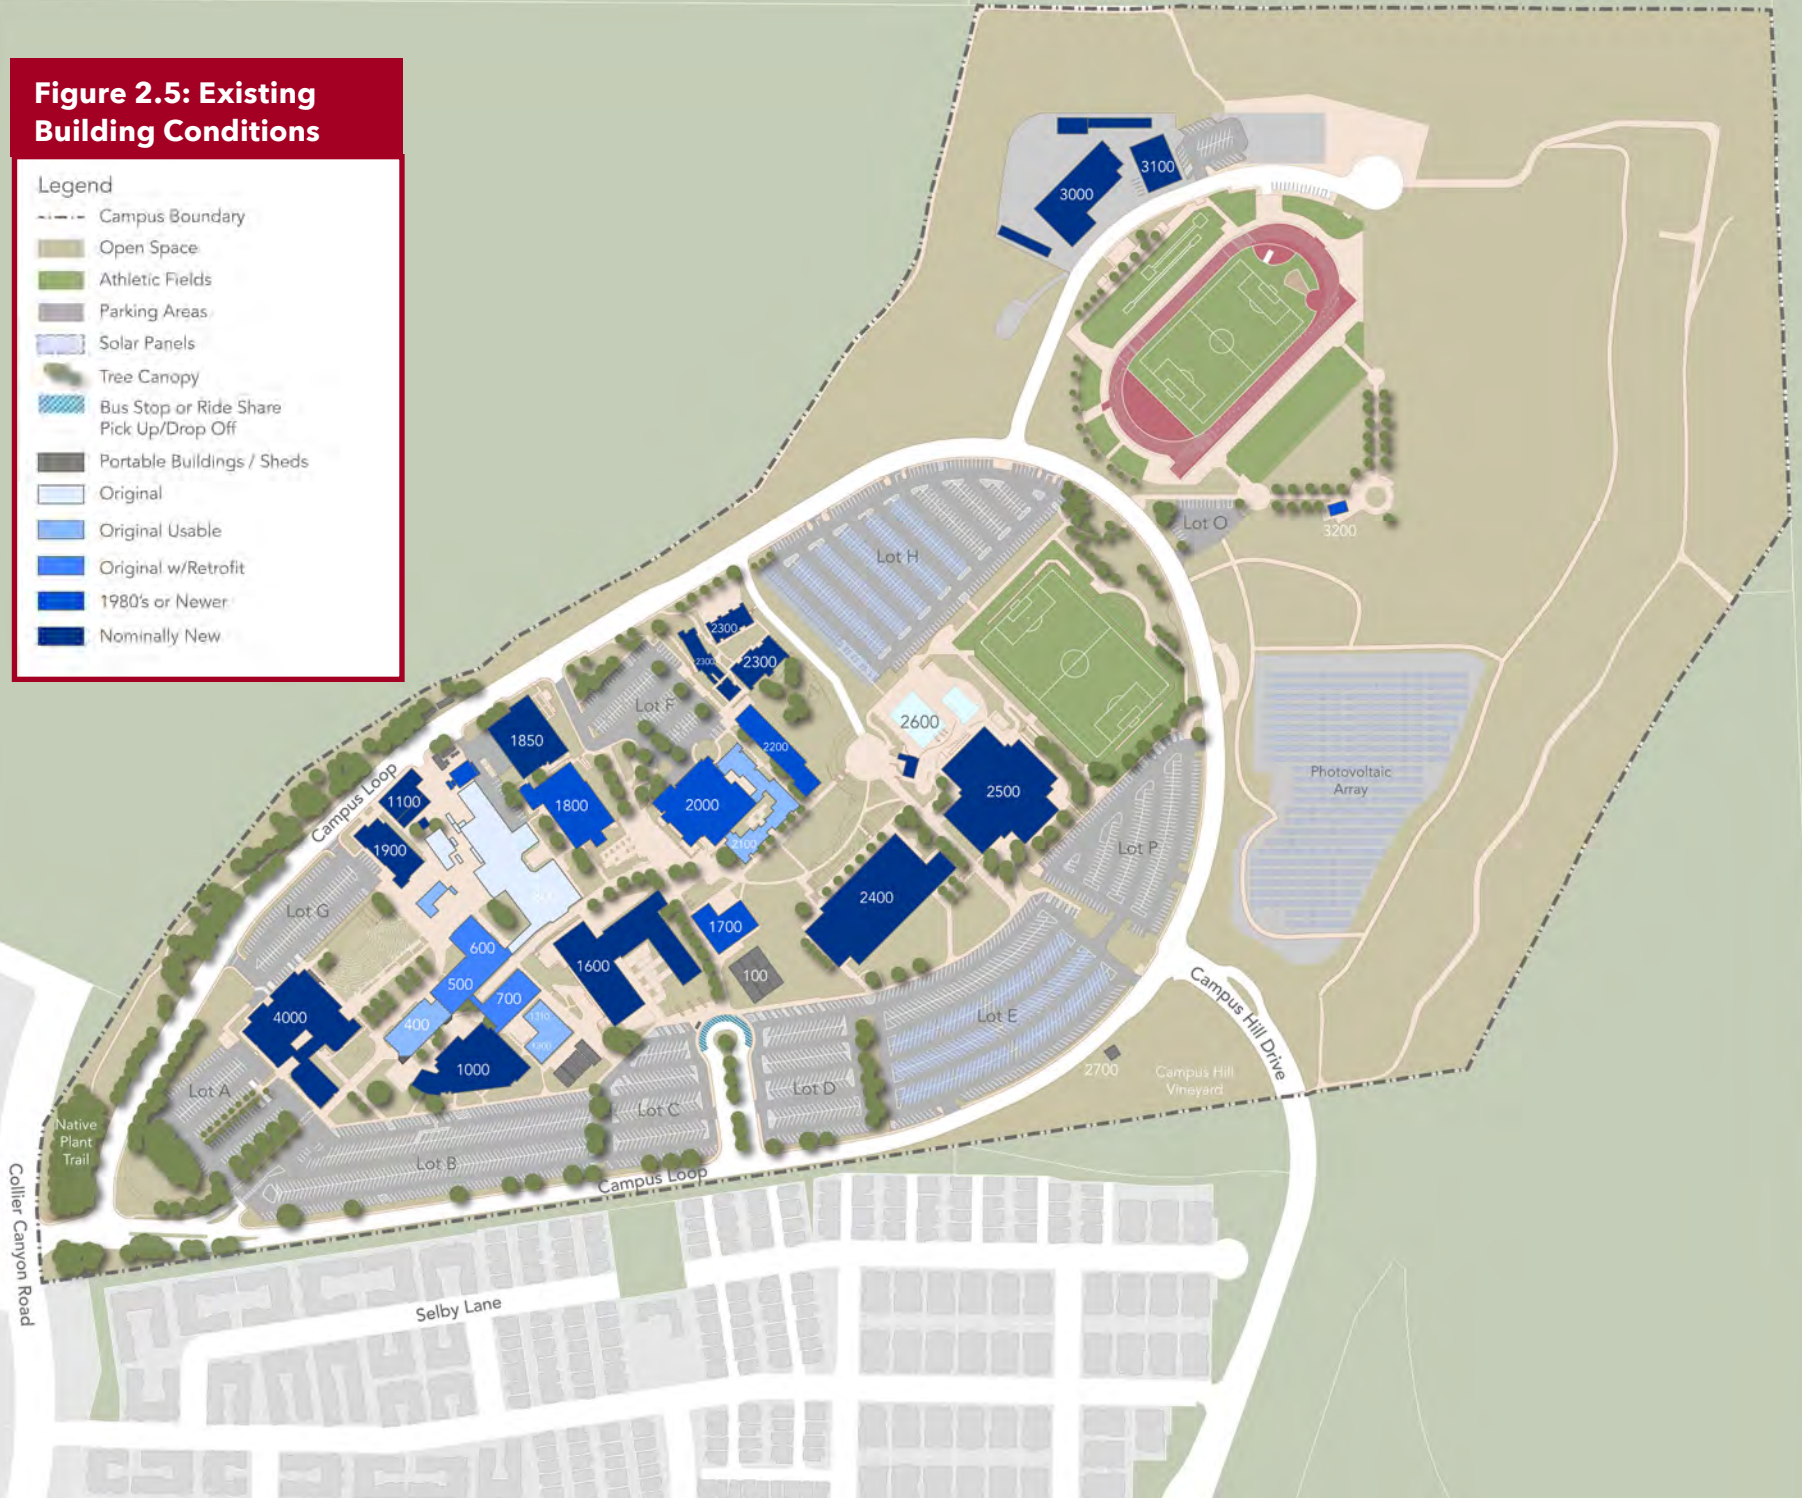 Figure 2.5: Existing
Building Conditions
Legend
Campus Boundary
Open Space
Athletic Fields
Parking Areas
Solar Panels
Tree Canopy
Bus Stop or Ride Share
Pick Up/Drop Off
Portable Buildings / Sheds
Original
Original Usable
Original w/Retrofit
1980's or Newer
Nominally New
3100
3000
Lot O
3200
Lot H
2300
2300
2300
Lot F
2600
1850
2200
Photovoltaic
Array
2500
Campus Loop
1100
1800
2000
2100
1900
Lot P
2400
Lot G
1700
600
1600
100
500
700
400
4000
Lot E
Campus Hill Drive
1000
Lot A
Lot C
Lot D
2700
Campus Hill
Vineyard
Native
Plant
Trail
Lot B
Campus Loop
Collier Canyon Road
Selby Lane